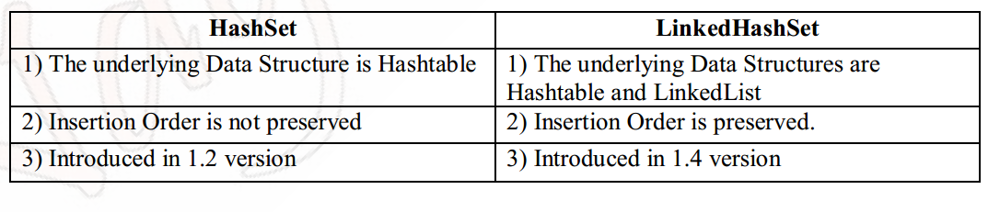 HashSet
LinkedHashSet
1) The underlying Data Structure is Hashtable
1) The underlying Data Structures are
Hashtable and LinkedList
2) Insertion Order is not preserved
2) Insertion Order is preserved.
3) Introduced in 1.2 version
3) Introduced in 1.4 version